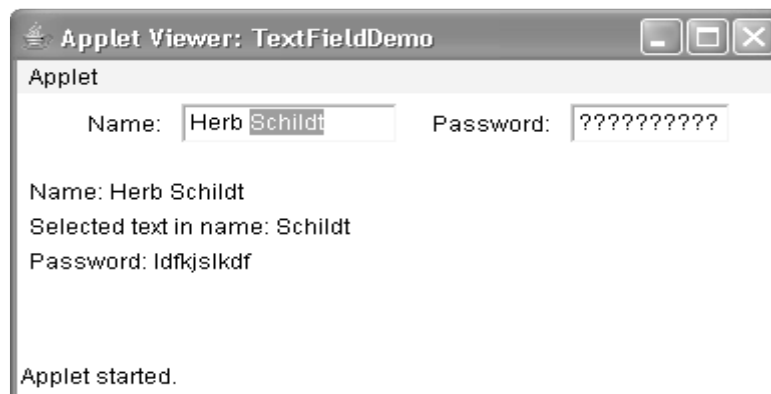 Applet Viewer: TextFieldDemo
Applet
Name: Herb Schildt Password: ??????????
Name: Herb Schildt
Selected text in name: Schildt
Password: ldfkjslkdf
Applet started.